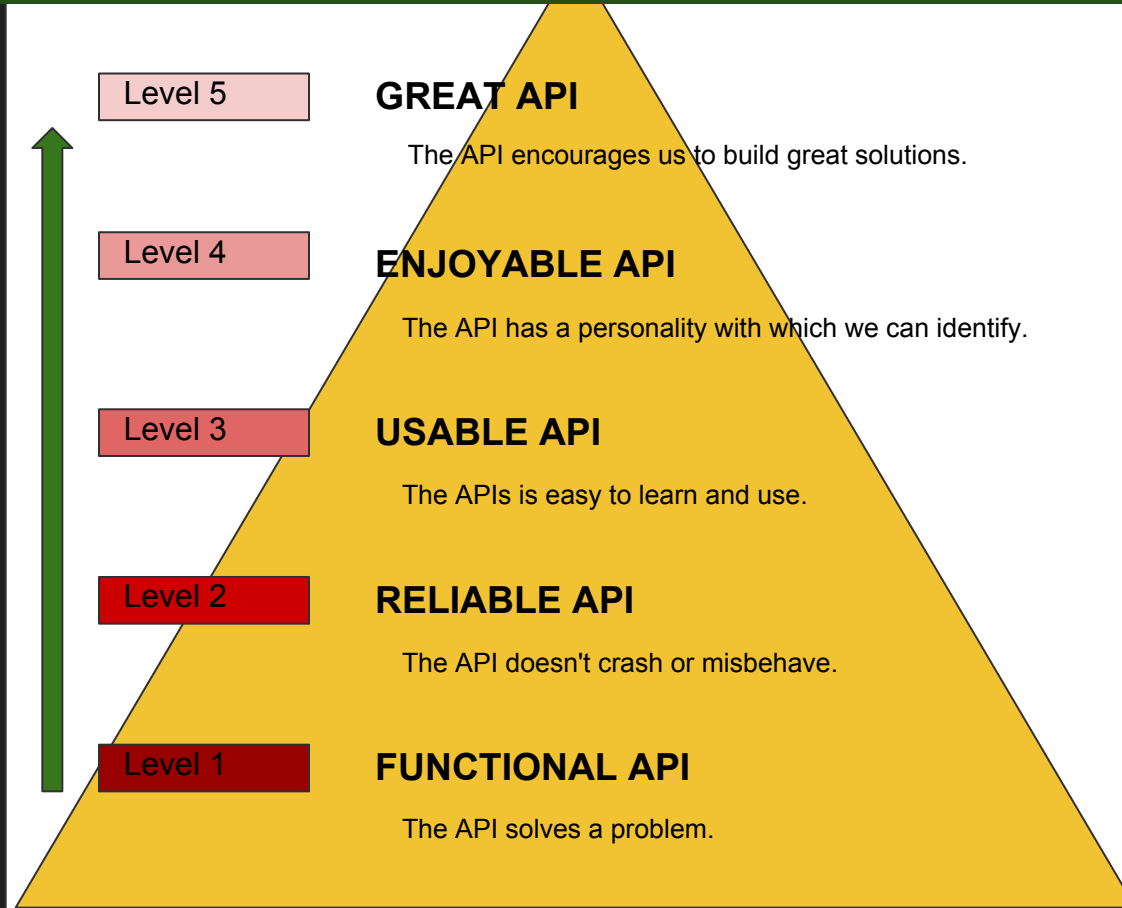 Level 5
GREAT API
The API encourages us to build great solutions.
Level 4
ENJOYABLE API
The API has a personality with which we can identify.
Level 3
USABLE API
The APIs is easy to learn and use.
Level 2
RELIABLE API
The API doesn't crash or misbehave.
Level 1
FUNCTIONAL API
The API solves a problem.